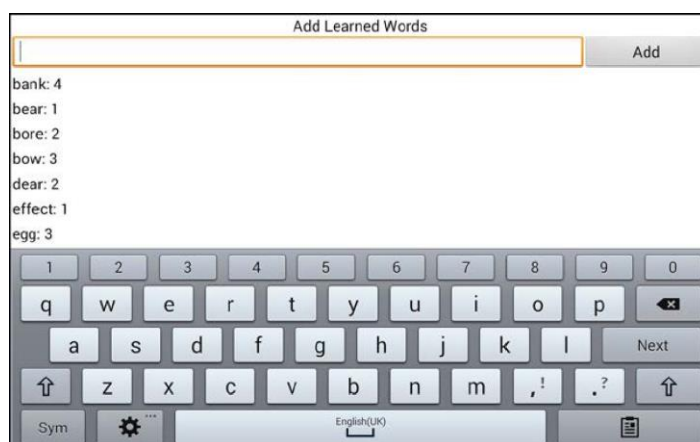 Add Learned Words
Add
bank: 4
bear: 1
bore: 2
bow: 3
dear: 2
effect: 1
egg: 3
1 2 3 4 5 6 7 8 9 0
q w e r t y u i o p
a s d f g h j k l Next
z x c v b n m ,! .?
Sym ... English(UK)